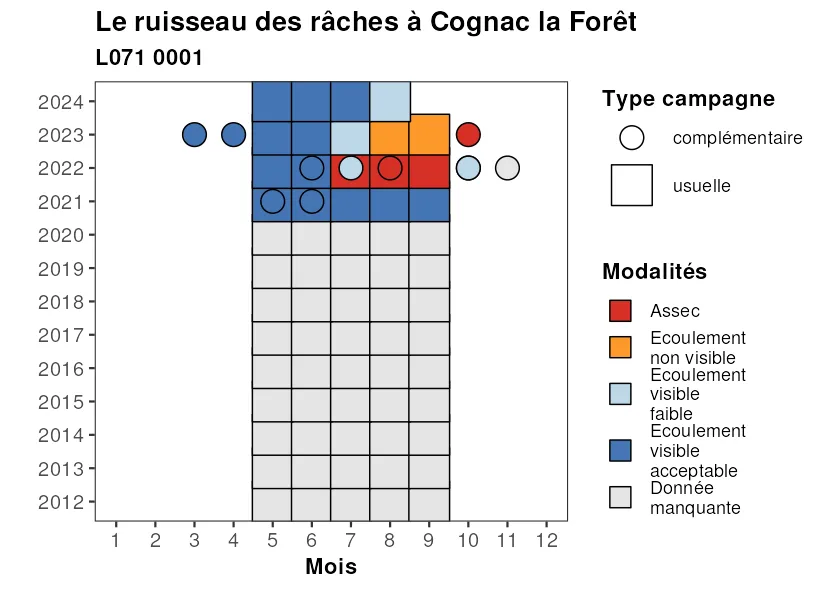 Le ruisseau des râches à Cognac la Forêt
L071 0001
2024
2023
2022
2021
2020
2019
2018
2017
2016
2015
2014
2013
2012
1 2 3 4 5 6 7 8 9 10 11 12
Mois
Type campagne
complémentaire
usuelle
Modalités
Assec
Ecoulement
non visible
Ecoulement
visible
faible
Ecoulement
visible
acceptable
Donnée
manquante